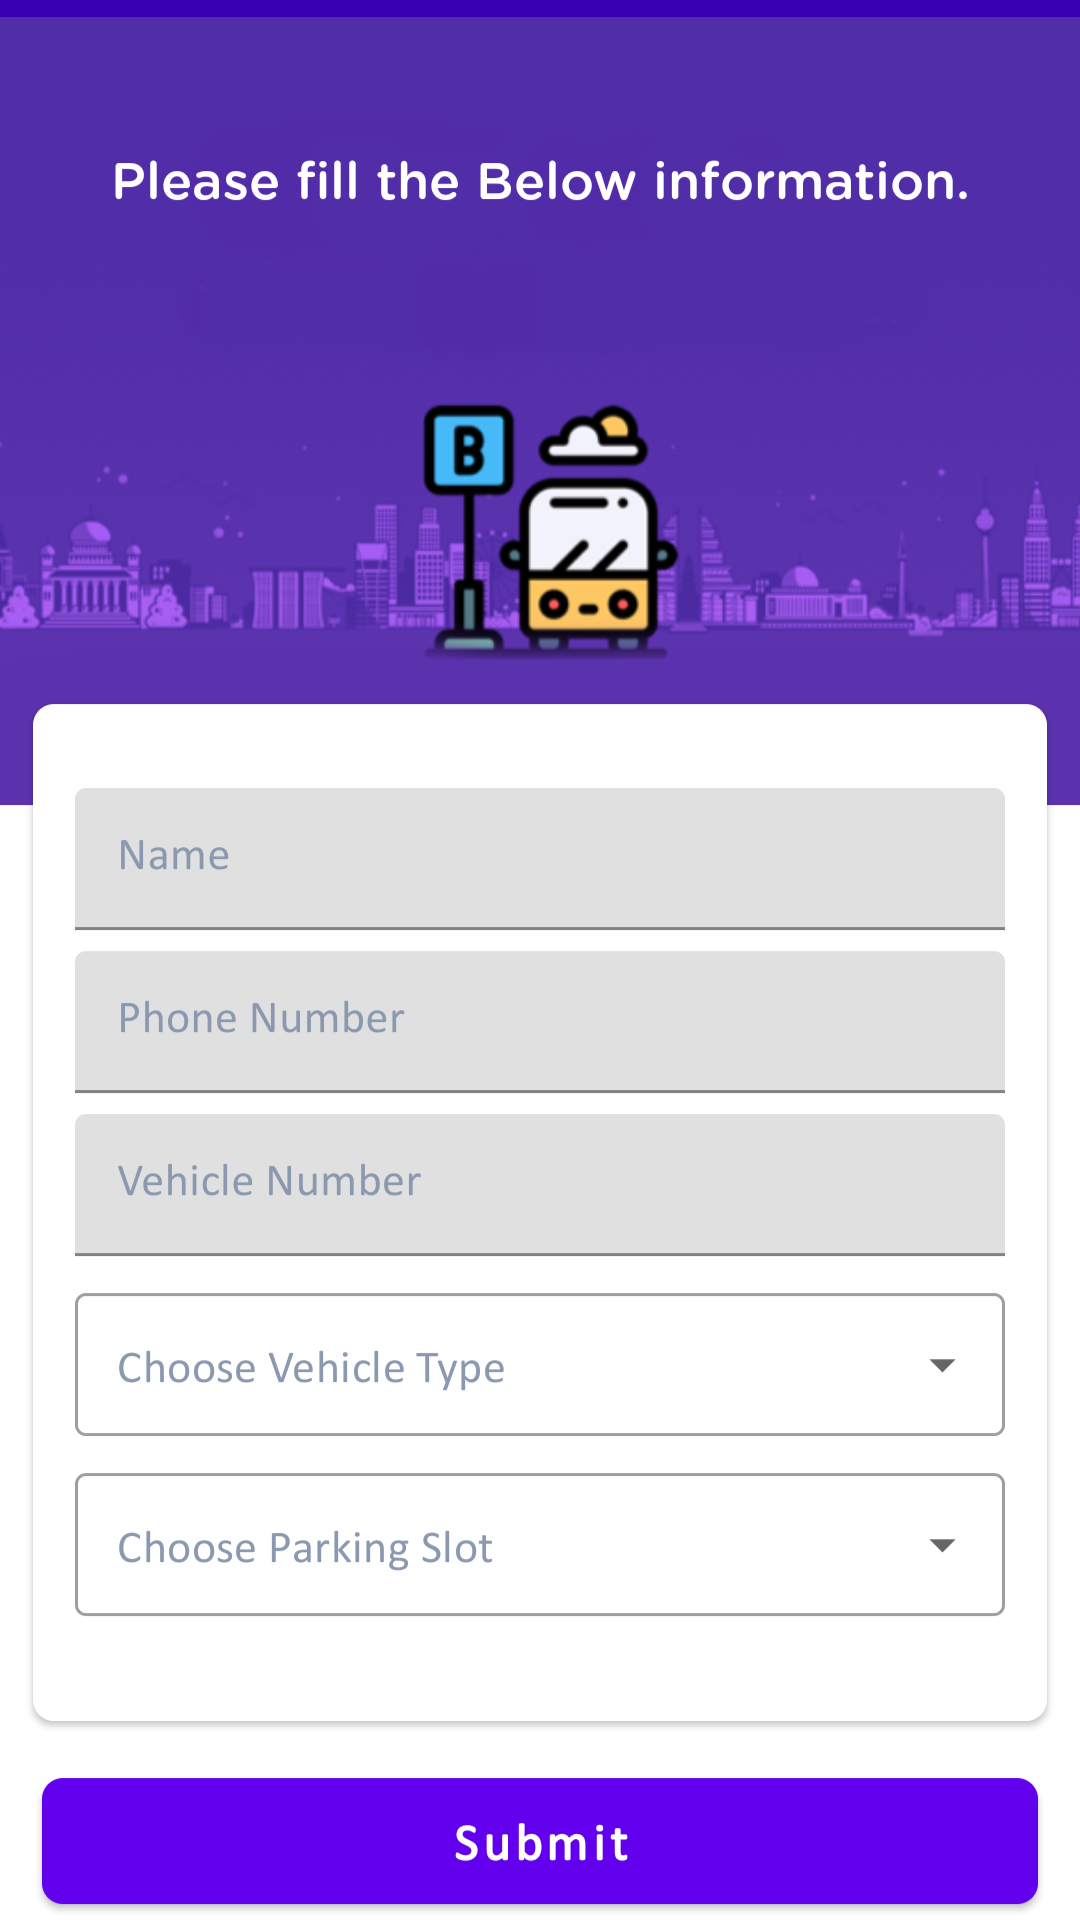 Please fill the Below information.
B
Name
Phone Number
Vehicle Number
Choose Vehicle Type
Choose Parking Slot
Submit